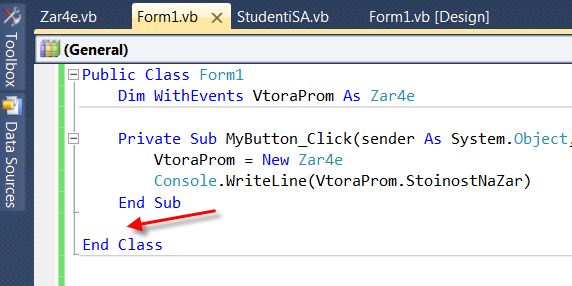 Zar4e.vb Form1.vb StudentiSA.vb Form1.vb [Design]
Toolbox
Data Sources
(General)
Public Class Form1
Dim WithEvents VtoraProm As Zar4e
Private Sub MyButton_Click(sender As System.Object,
VtoraProm = New Zar4e
Console.WriteLine(VtoraProm.StoinostNaZar)
End Sub
End Class